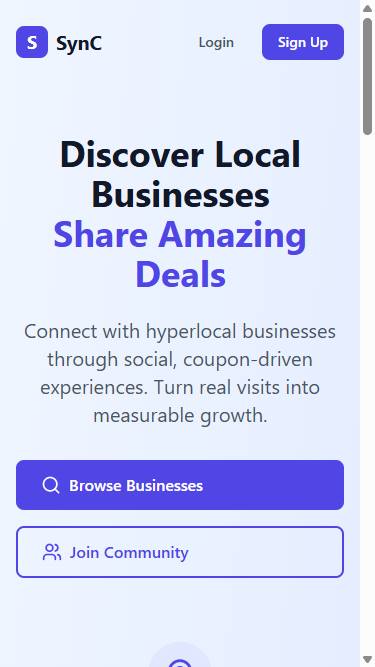 S SynC Login Sign Up
Discover Local
Businesses
Share Amazing
Deals
Connect with hyperlocal businesses
through social, coupon-driven
experiences. Turn real visits into
measurable growth.
Browse Businesses
Join Community